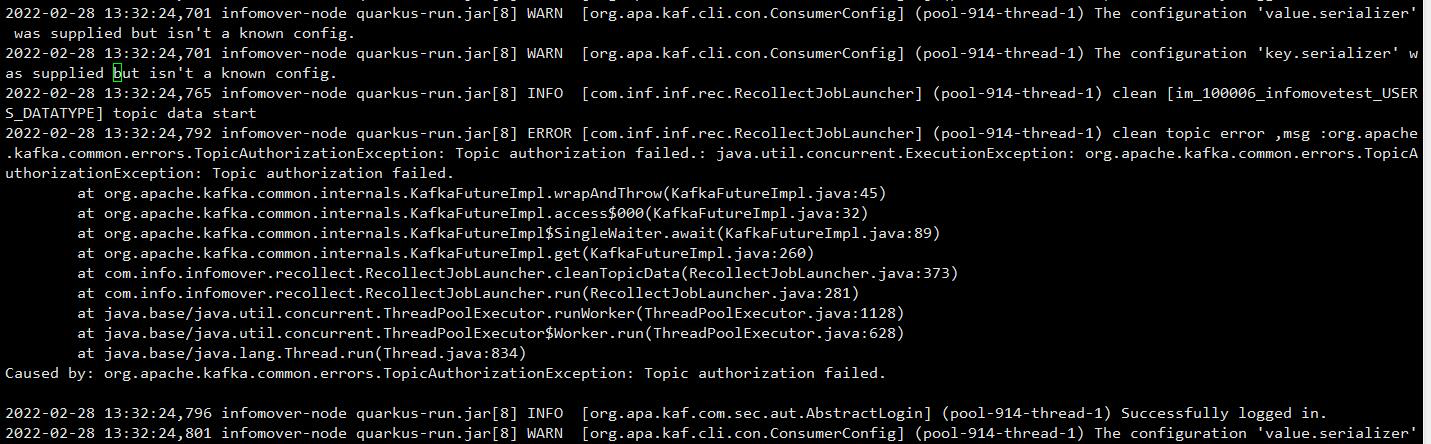 2022-02-28 13:32:24,701 infomover-node quarkus-run.jar[8] WARN  [org.apa.kaf.cli.con.ConsumerConfig] (pool-914-thread-1) The configuration 'value.serializer'
 was supplied but isn't a known config.
2022-02-28 13:32:24,701 infomover-node quarkus-run.jar[8] WARN  [org.apa.kaf.cli.con.ConsumerConfig] (pool-914-thread-1) The configuration 'key.serializer' w
as supplied but isn't a known config.
2022-02-28 13:32:24,765 infomover-node quarkus-run.jar[8] INFO  [com.inf.inf.rec.RecollectJobLauncher] (pool-914-thread-1) clean [im_100006_infomovetest_USER
S_DATATYPE] topic data start
2022-02-28 13:32:24,792 infomover-node quarkus-run.jar[8] ERROR [com.inf.inf.rec.RecollectJobLauncher] (pool-914-thread-1) clean topic error ,msg :org.apache
.kafka.common.errors.TopicAuthorizationException: Topic authorization failed.: java.util.concurrent.ExecutionException: org.apache.kafka.common.errors.TopicA
uthorizationException: Topic authorization failed.
        at org.apache.kafka.common.internals.KafkaFutureImpl.wrapAndThrow(KafkaFutureImpl.java:45)
        at org.apache.kafka.common.internals.KafkaFutureImpl.access$000(KafkaFutureImpl.java:32)
        at org.apache.kafka.common.internals.KafkaFutureImpl$SingleWaiter.await(KafkaFutureImpl.java:89)
        at org.apache.kafka.common.internals.KafkaFutureImpl.get(KafkaFutureImpl.java:260)
        at com.info.infomover.recollect.RecollectJobLauncher.cleanTopicData(RecollectJobLauncher.java:373)
        at com.info.infomover.recollect.RecollectJobLauncher.run(RecollectJobLauncher.java:281)
        at java.base/java.util.concurrent.ThreadPoolExecutor.runWorker(ThreadPoolExecutor.java:1128)
        at java.base/java.util.concurrent.ThreadPoolExecutor$Worker.run(ThreadPoolExecutor.java:628)
        at java.base/java.lang.Thread.run(Thread.java:834)
Caused by: org.apache.kafka.common.errors.TopicAuthorizationException: Topic authorization failed.
2022-02-28 13:32:24,796 infomover-node quarkus-run.jar[8] INFO  [org.apa.kaf.com.sec.aut.AbstractLogin] (pool-914-thread-1) Successfully logged in.
2022-02-28 13:32:24,801 infomover-node quarkus-run.jar[8] WARN  [org.apa.kaf.cli.con.ConsumerConfig] (pool-914-thread-1) The configuration 'value.serializer'